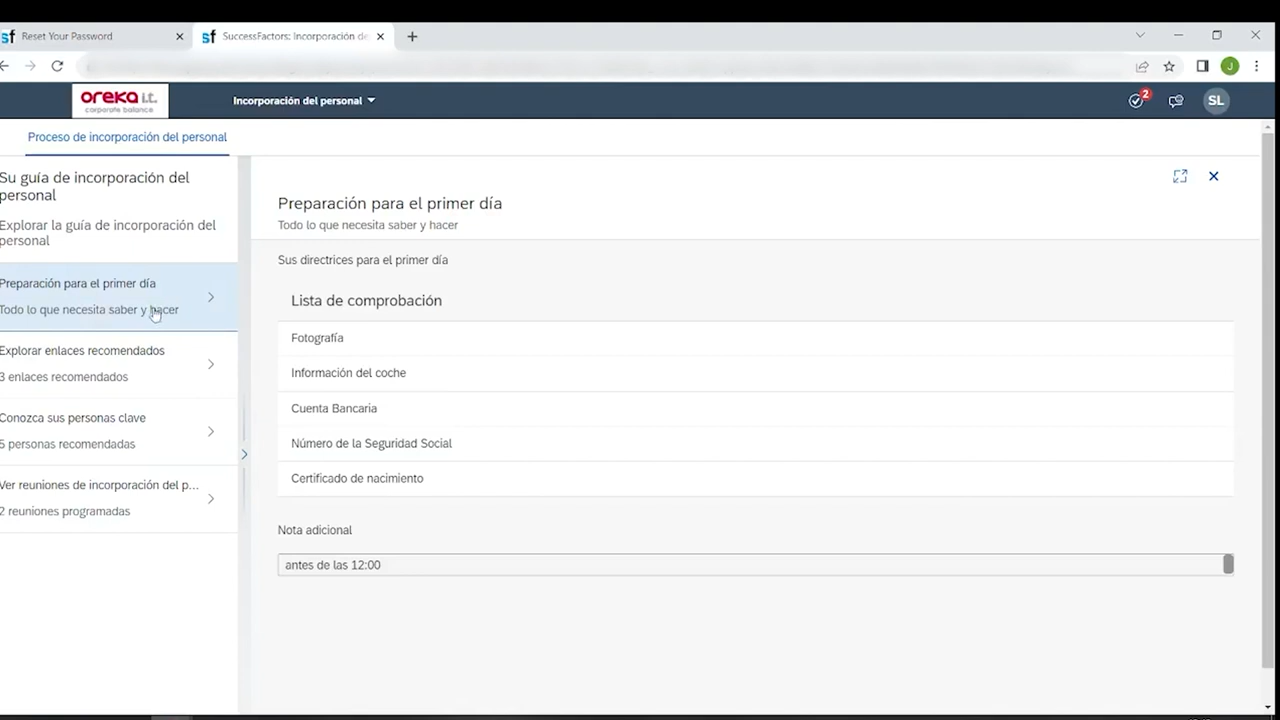 sf Reset Your Password
sf SuccessFactors: Incorporación de
J
oreka i.t.
corporate balance
Incorporación del personal
2
SL
Proceso de incorporación del personal
Su guía de incorporación del
personal
Explorar la guía de incorporación del
personal
Preparación para el primer día
Todo lo que necesita saber y hacer
Explorar enlaces recomendados
3 enlaces recomendados
Conozca sus personas clave
5 personas recomendadas
Ver reuniones de incorporación del p...
2 reuniones programadas
Preparación para el primer día
Todo lo que necesita saber y hacer
Sus directrices para el primer día
Lista de comprobación
Fotografía
Información del coche
Cuenta Bancaria
Número de la Seguridad Social
Certificado de nacimiento
Nota adicional
antes de las 12:00